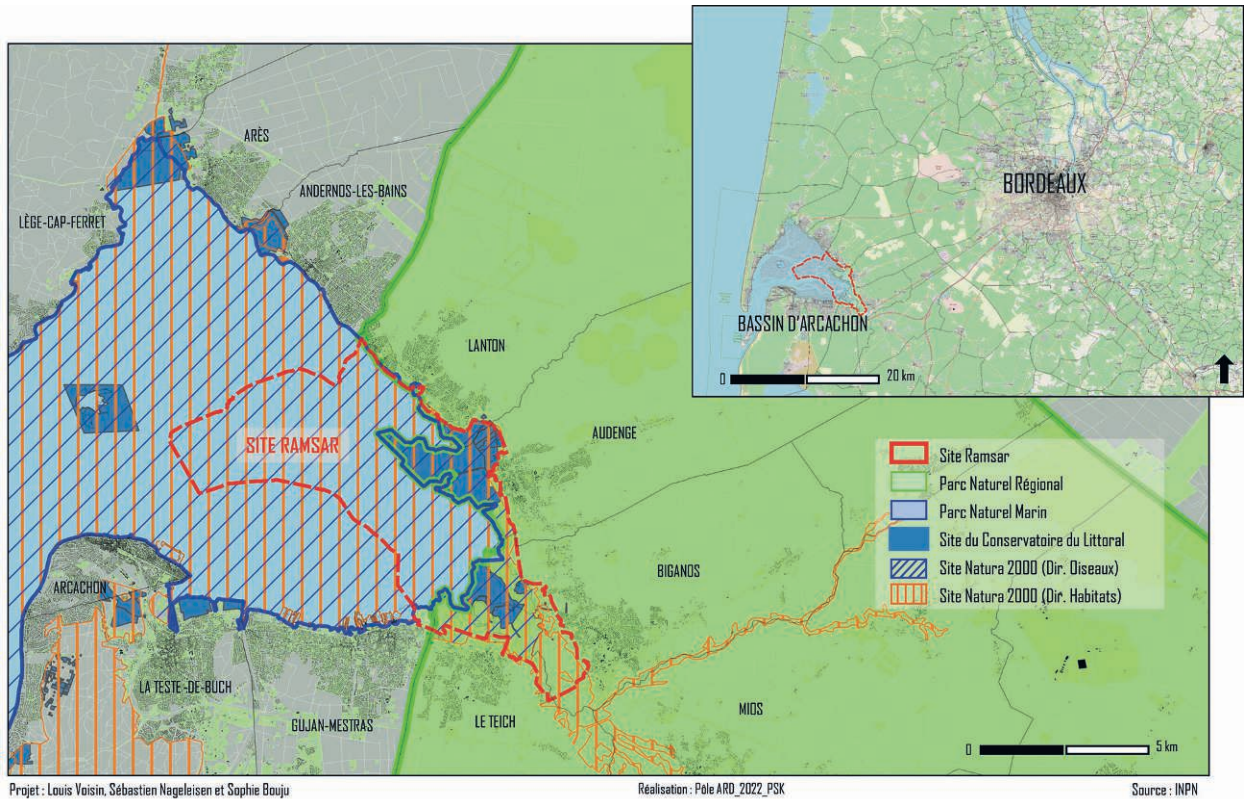 BORDEAUX
BASSIN D'ARCACHON
0
20 km
ARÈS
ANDERNOS-LES-BAINS
LÈGE-CAP-FERRET
LANTON
SITE RAMSAR
AUDENGE
ARCACHON
BIGANOS
LA TESTE-DE-BUCH
GUJAN-MESTRAS
LE TEICH
MIOS
Site Ramsar
Parc Naturel Régional
Parc Naturel Marin
Site du Conservatoire du Littoral
Site Natura 2000 (Dir. Oiseaux)
Site Natura 2000 (Dir. Habitats)
0
5 km
Projet : Louis Voisin, Sébastien Nageleisen et Sophie Bouju
Réalisation : Pôle ARD_2022_PSK
Source : INPN